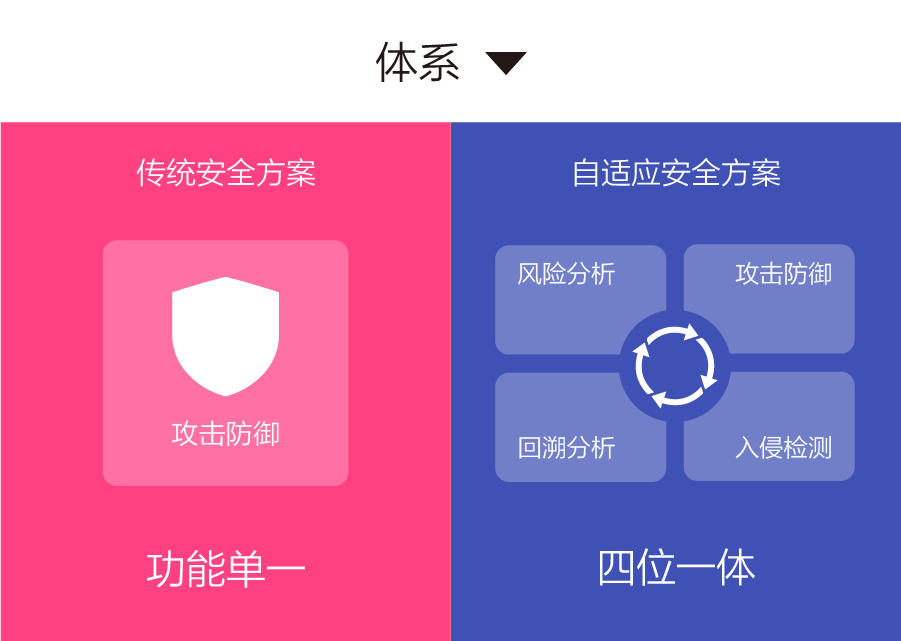 体系
传统安全方案
攻击防御
功能单一
自适应安全方案
风险分析
攻击防御
回溯分析
入侵检测
四位一体